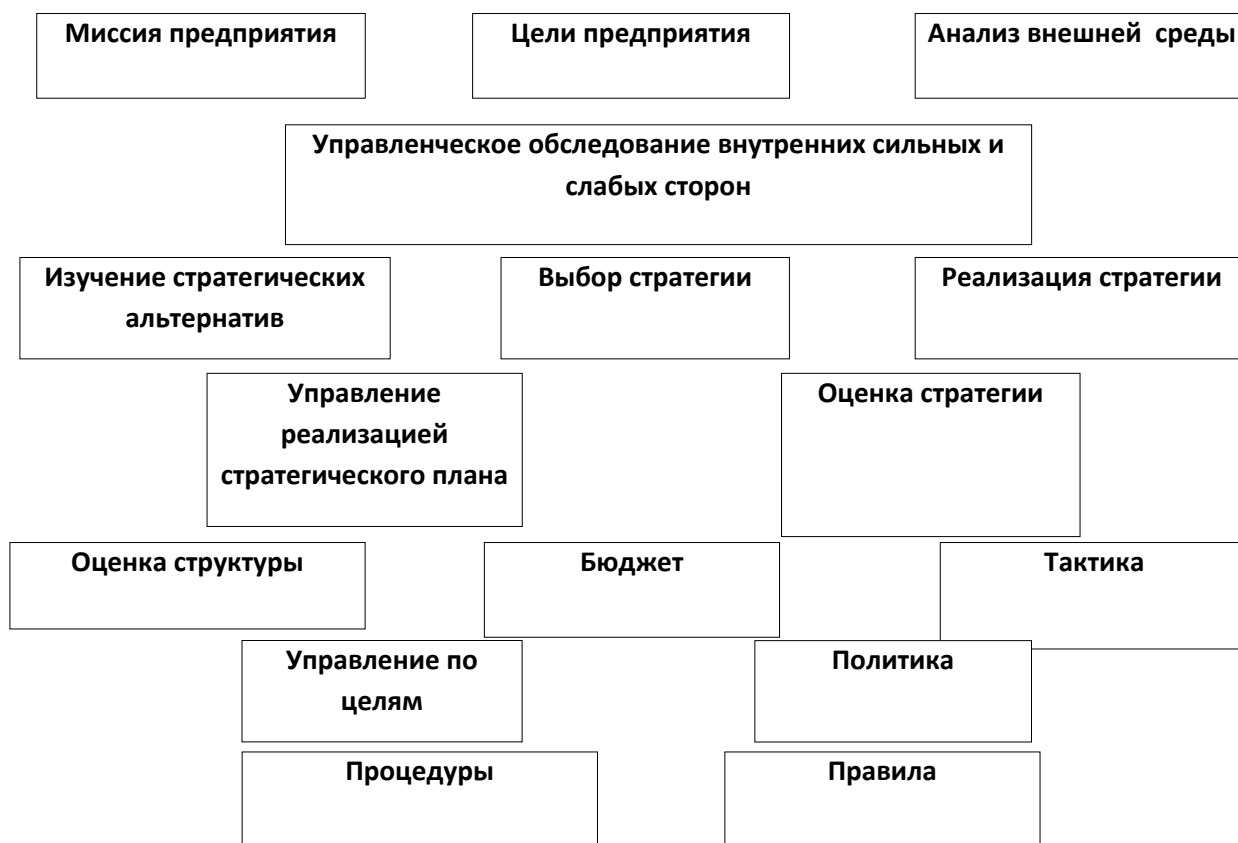 Миссия предприятия
Цели предприятия
Анализ внешней среды
Управленческое обследование внутренних сильных и
слабых сторон
Изучение стратегических
альтернатив
Выбор стратегии
Реализация стратегии
Управление
реализацией
стратегического плана
Оценка стратегии
Оценка структуры
Бюджет
Тактика
Управление по
целям
Политика
Процедуры
Правила